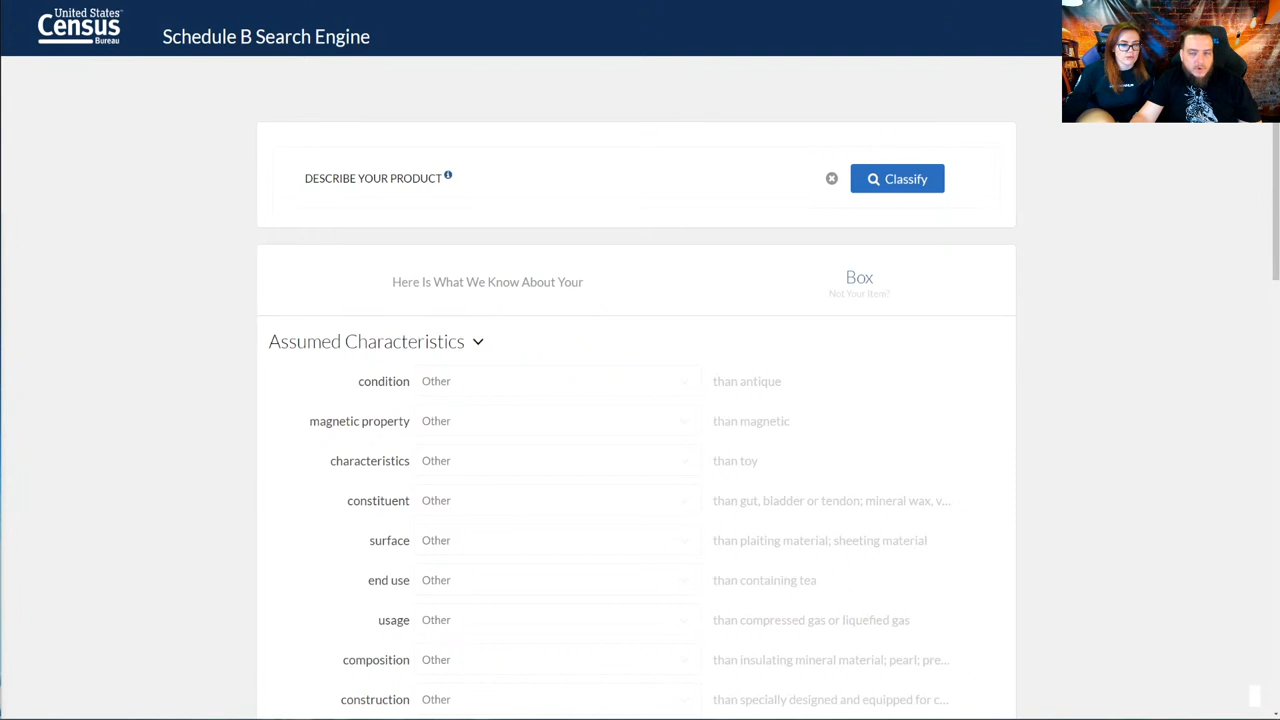 United States
Census
Bureau
Schedule B Search Engine
DESCRIBE YOUR PRODUCT
Classify
Here Is What We Know About Your
Box
Not Your Item?
Assumed Characteristics
condition Other than antique
magnetic property Other than magnetic
characteristics Other than toy
constituent Other than gut, bladder or tendon; mineral wax, v...
surface Other than plaiting material; sheeting material
end use Other than containing tea
usage Other than compressed gas or liquefied gas
composition Other than insulating mineral material; pearl; pre...
construction Other than specially designed and equipped for c...